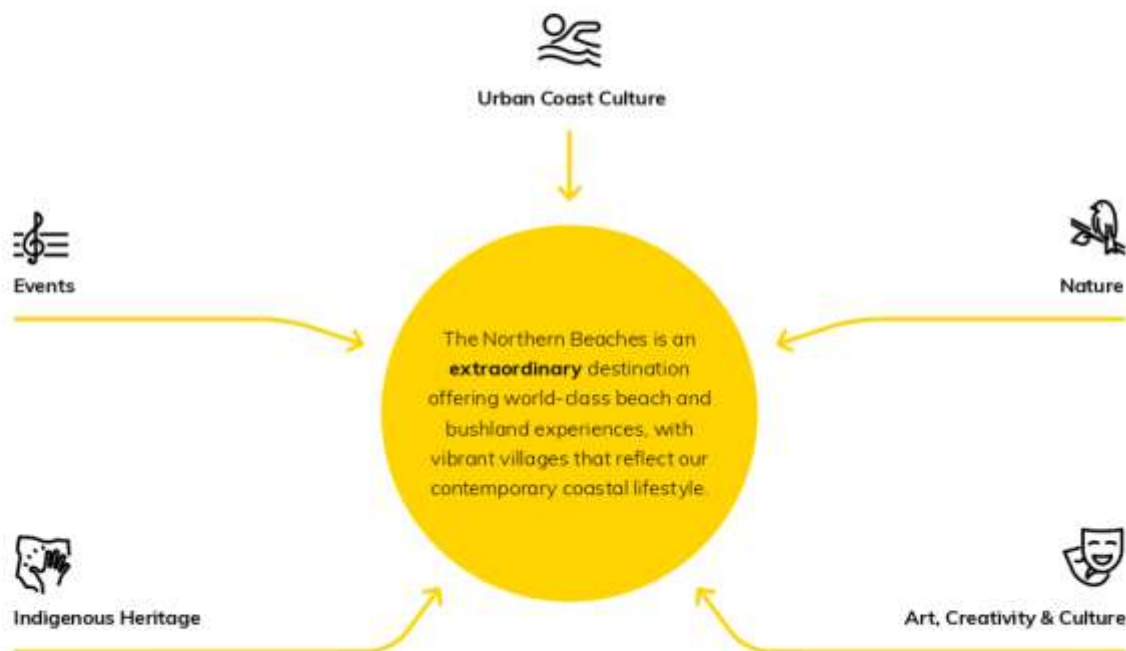 Urban Coast Culture
Events
Nature
The Northern Beaches is an
extraordinary destination
offering world-class beach and
bushland experiences, with
vibrant villages that reflect our
contemporary coastal lifestyle.
Indigenous Heritage
Art, Creativity & Culture